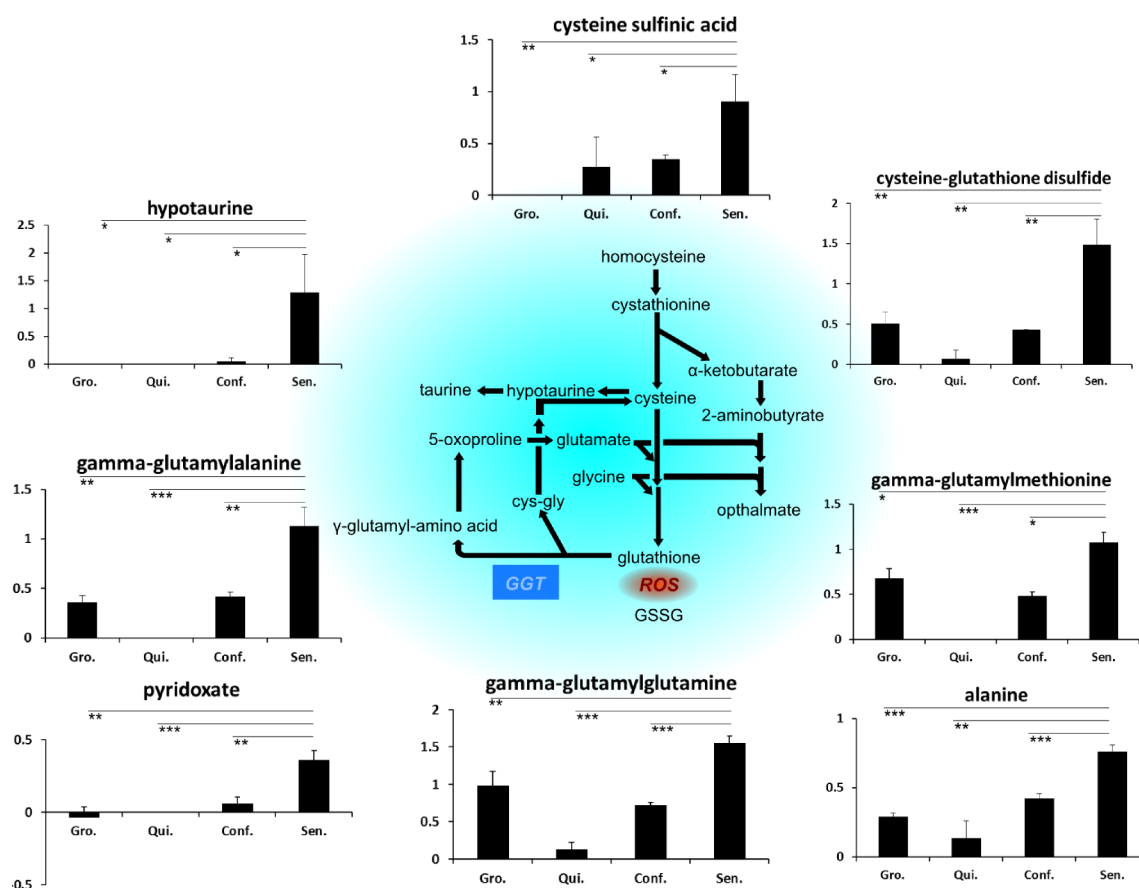 cysteine sulfinic acid
**
*
*
1.5
1
0.5
0
Gro. Qui. Conf. Sen.
hypotaurine
*
*
*
2.5
2
1.5
1
0.5
0
Gro. Qui. Conf. Sen.
cysteine-glutathione disulfide
**
**
**
2
1.5
1
0.5
0
Gro. Qui. Conf. Sen.
homocysteine
cystathionine
α-ketobutarate
taurine hypotaurine cysteine
2-aminobutyrate
5-oxoproline glutamate
glycine
cys-gly
opthalmate
γ-glutamyl-amino acid
glutathione
GGT
ROS
GSSG
gamma-glutamylalanine
**
***
**
1.5
1
0.5
0
Gro. Qui. Conf. Sen.
gamma-glutamylmethionine
*
***
*
1.5
1
0.5
0
Gro. Qui. Conf. Sen.
pyridoxate
**
***
**
0.5
0
Gro. Qui. Conf. Sen.
-0.5
gamma-glutamylglutamine
**
***
***
2
1.5
1
0.5
0
Gro. Qui. Conf. Sen.
alanine
***
**
***
1
0.5
0
Gro. Qui. Conf. Sen.